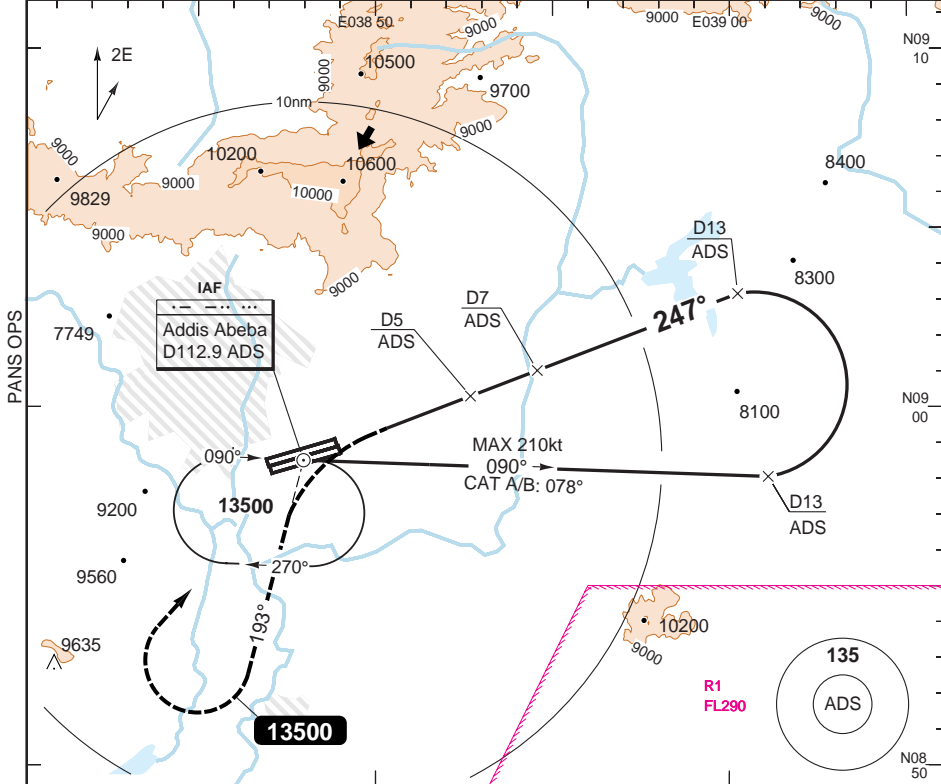 E038 50
E039 00
9000
9000
9000
N09
10
2E
9000
10500
9700
10nm
9000
9000
10200
10600
8400
9000
10000
9829
9000
D13
ADS
8300
9000
IAF
Addis Abeba
D112.9 ADS
7749
D7
ADS
D5
ADS
247°
PANS OPS
N09
00
8100
MAX 210kt
090°
CAT A/B: 078°
090°
13500
9200
D13
ADS
270°
9560
193°
9635
10200
9000
135
ADS
R1
FL290
13500
N08
50